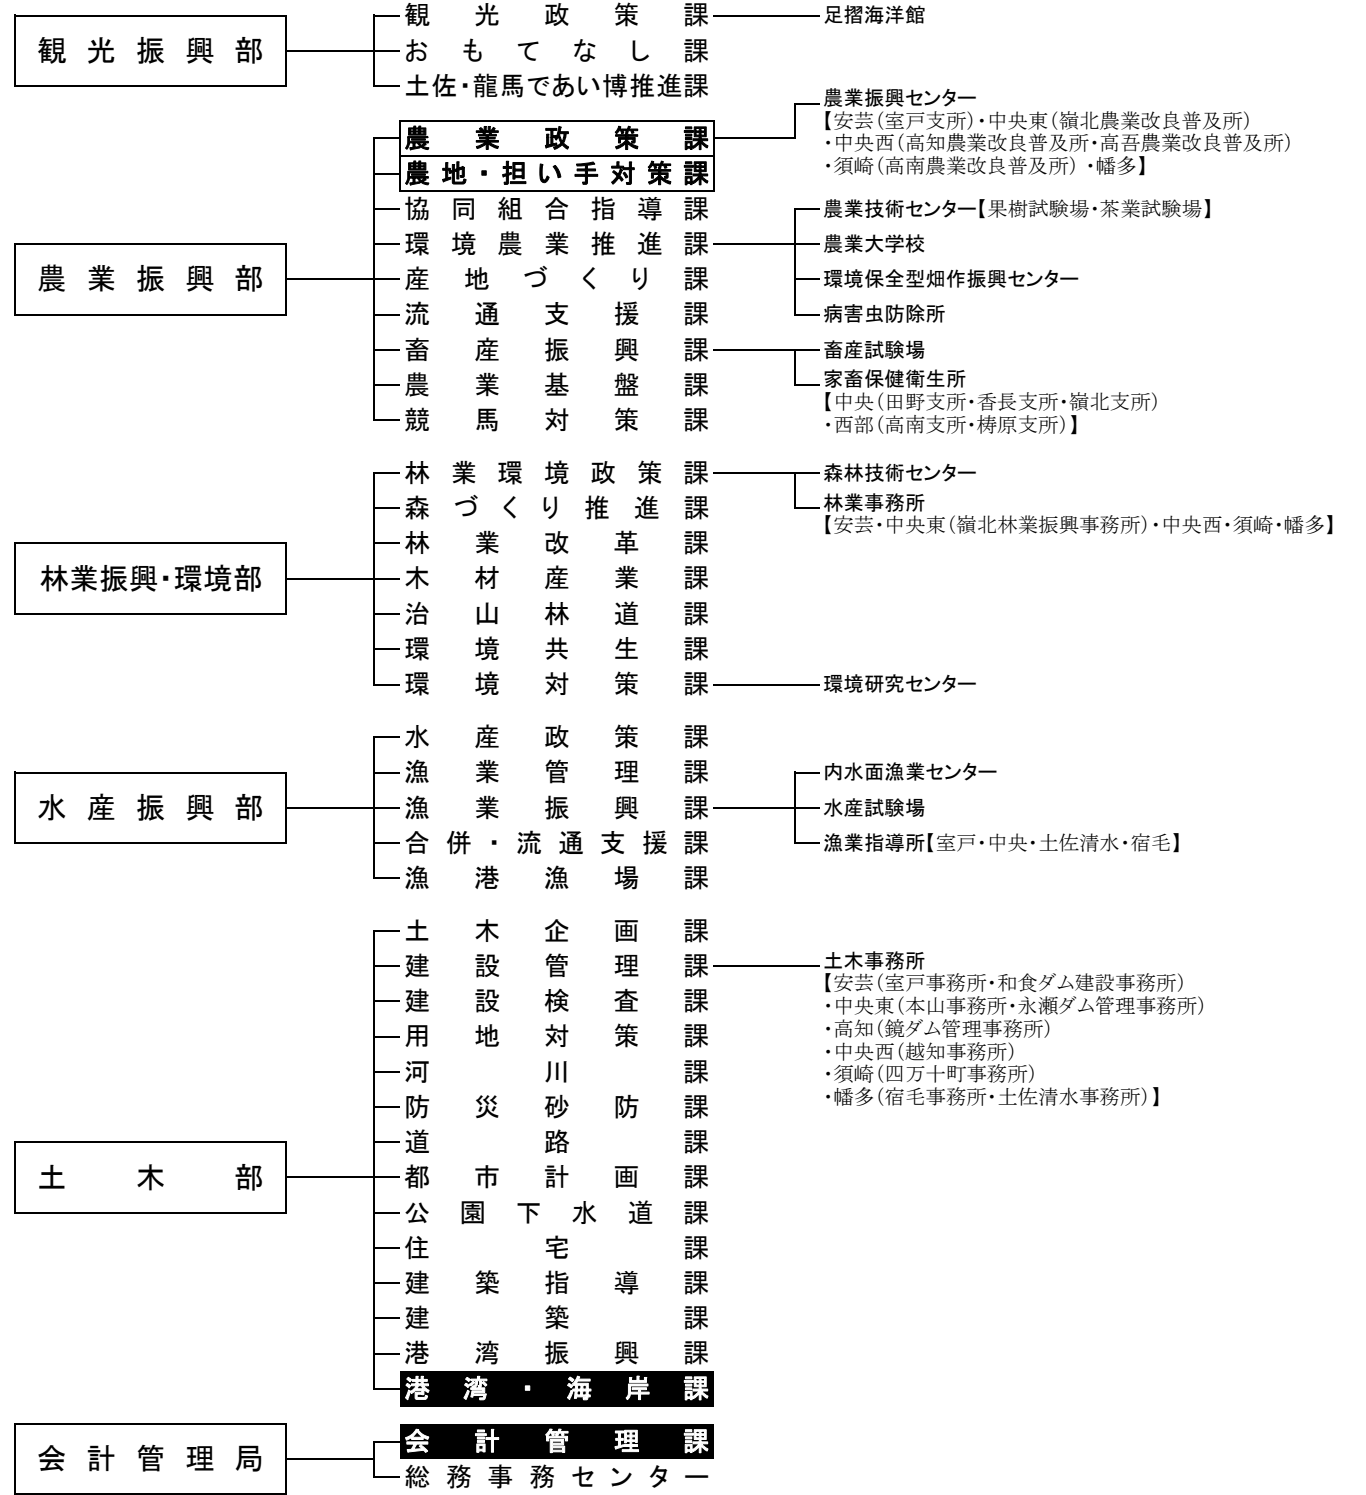 観光振興部
観光政策課
足摺海洋館
おもてなし課
土佐・龍馬であい博推進課
農業振興部
農業政策課
農業振興センター
【安芸(室戸支所)・中央東(嶺北農業改良普及所)
・中央西(高知農業改良普及所・高吾農業改良普及所)
・須崎(高南農業改良普及所)・幡多】
農地・担い手対策課
協同組合指導課
環境農業推進課
農業技術センター【果樹試験場・茶業試験場】
農業大学校
環境保全型畑作振興センター
病害虫防除所
産地づくり課
流通支援課
畜産振興課
畜産試験場
家畜保健衛生所
【中央(田野支所・香長支所・嶺北支所)
・西部(高南支所・梼原支所)】
農業基盤課
競馬対策課
林業振興・環境部
林業環境政策課
森林技術センター
林業事務所
【安芸・中央東(嶺北林業振興事務所)・中央西・須崎・幡多】
森づくり推進課
林業改革課
木材産業課
治山林道課
環境共生課
環境対策課
環境研究センター
水産振興部
水産政策課
漁業管理課
漁業振興課
内水面漁業センター
水産試験場
漁業指導所【室戸・中央・土佐清水・宿毛】
合併・流通支援課
漁港漁場課
土木部
土木企画課
建設管理課
土木事務所
【安芸(室戸事務所・和食ダム建設事務所)
・中央東(本山事務所・永瀬ダム管理事務所)
・高知(鏡ダム管理事務所)
・中央西(越知事務所)
・須崎(四万十町事務所)
・幡多(宿毛事務所・土佐清水事務所)】
建設検査課
用地対策課
河川課
防災砂防課
道路課
都市計画課
公園下水道課
住宅課
建築指導課
建築課
港湾振興課
港湾・海岸課
会計管理局
会計管理課
総務事務センター